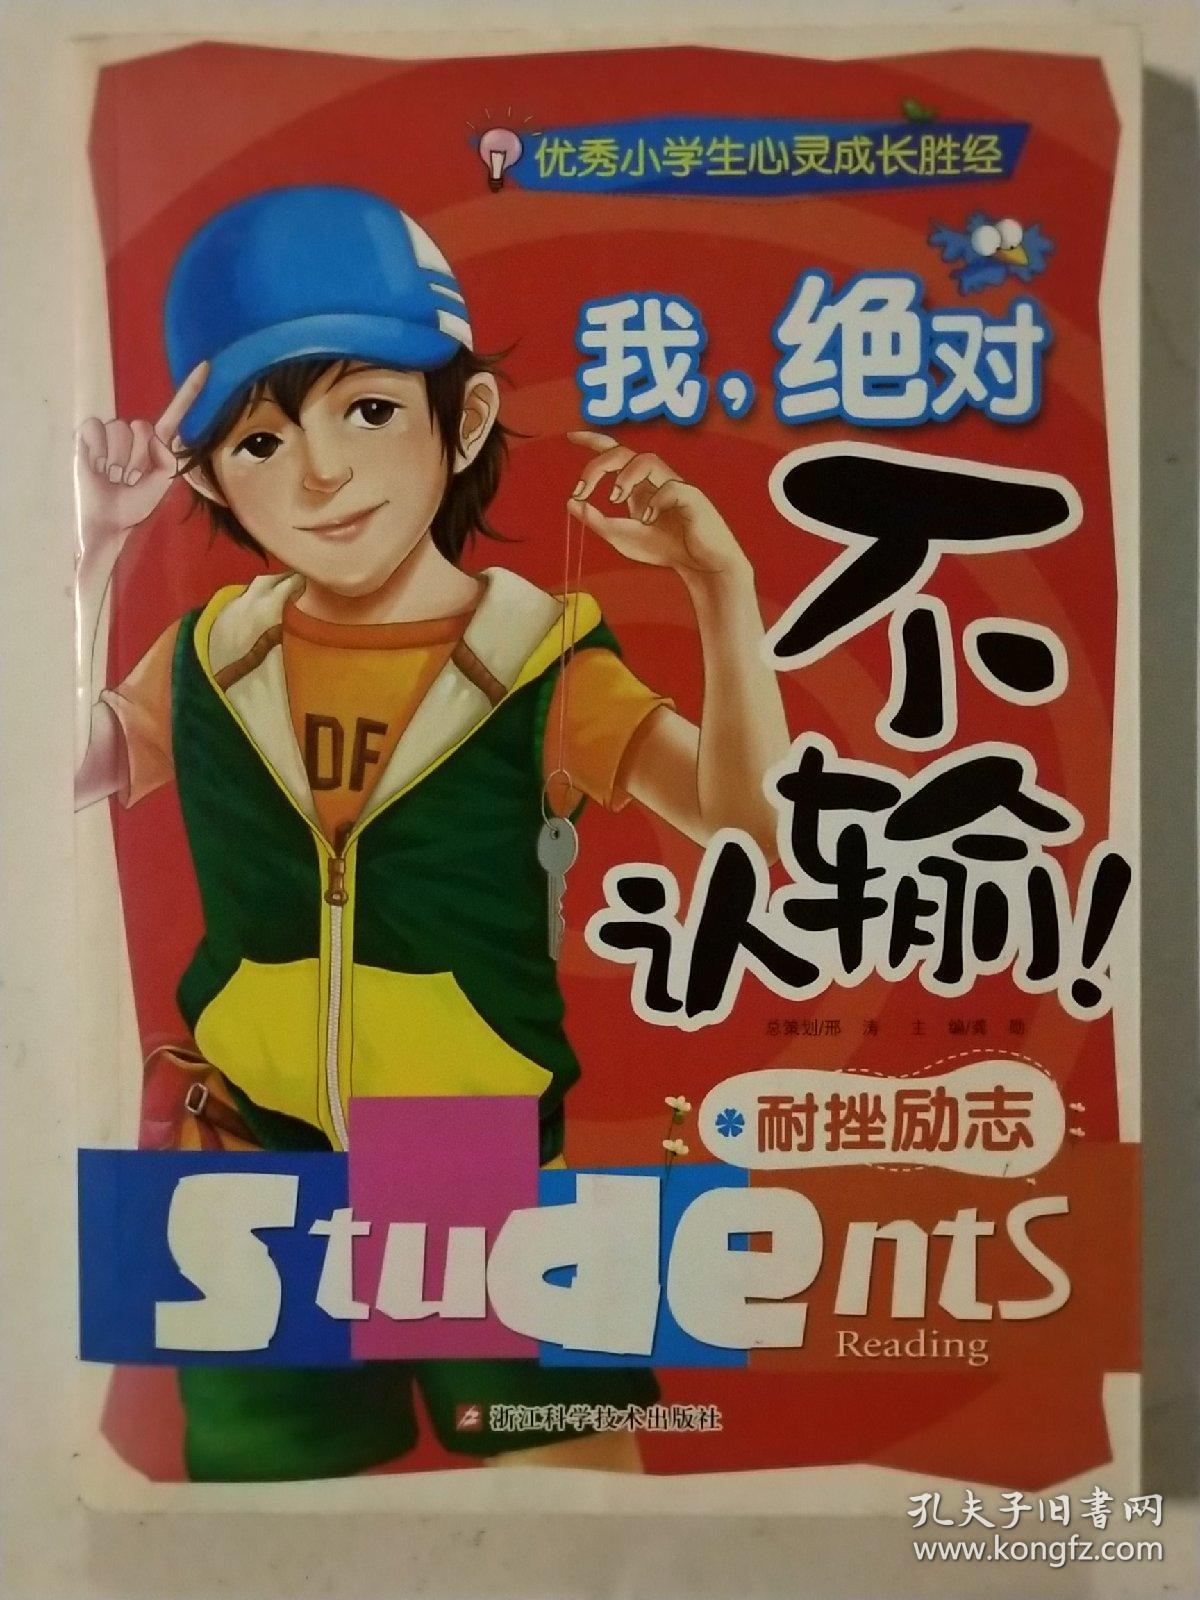 优秀小学生心灵成长胜经
我,绝对
不
认输!
总策划/邢 涛 主 编/龚 勋
耐挫励志
DF
Students
Reading
浙江科学技术出版社
孔夫子旧书网
www.kongfz.com